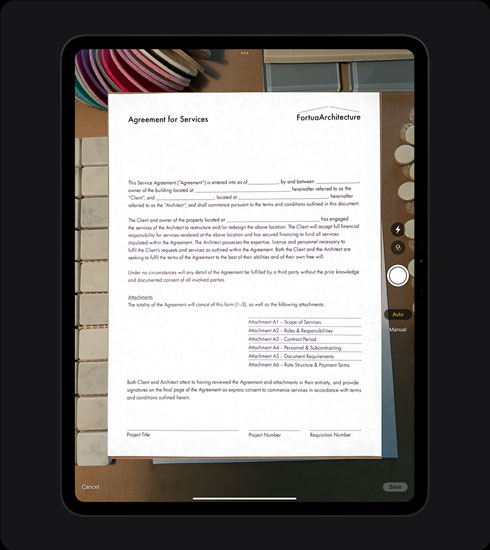 Agreement for Services
FortuaArchitecture
This Service Agreement ("Agreement") is entered into as of____________, by and between __________________,
owner of the building located at __________________________________ hereinafter referred to as the
"Client", and ______________________, located at ________________________________ hereinafter
referred to as the "Architect", and shall commence pursuant to the terms and conditions outlined in this document.
The Client and owner of the property located at __________________________________ has engaged
the services of the Architect to restructure and/or redesign the above location. The Client will accept full financial
responsibility for services rendered at the above location and has secured financing to fund all services
stipulated within the Agreement. The Architect possesses the expertise, licence and personnel necessary to
fulfil the Client's requests and services as outlined within the Agreement. Both the Client and the Architect are
seeking to fulfil terms of the Agreement to the best of their abilities and of their own free will.
Under no circumstances will any detail of the Agreement be fulfilled by a third party without the prior knowledge
and documented consent of all involved parties.
Attachments
The totality of the Agreement will consist of this form (1–3), as well as the following attachments:
Attachment A1 – Scope of Services
Attachment A2 – Roles & Responsibilities
Attachment A3 – Contract Period
Attachment A4 – Personnel & Subcontracting
Attachment A5 – Document Requirements
Attachment A6 – Rate Structure & Payment Terms
Both Client and Architect attest to having reviewed the Agreement and attachments in their entirety, and provide
signatures on the final page of the Agreement as express consent to commerce services in accordance with terms
and conditions outlined herein.
Project Title
Project Number
Requisition Number
Auto
Manual
Cancel
Save